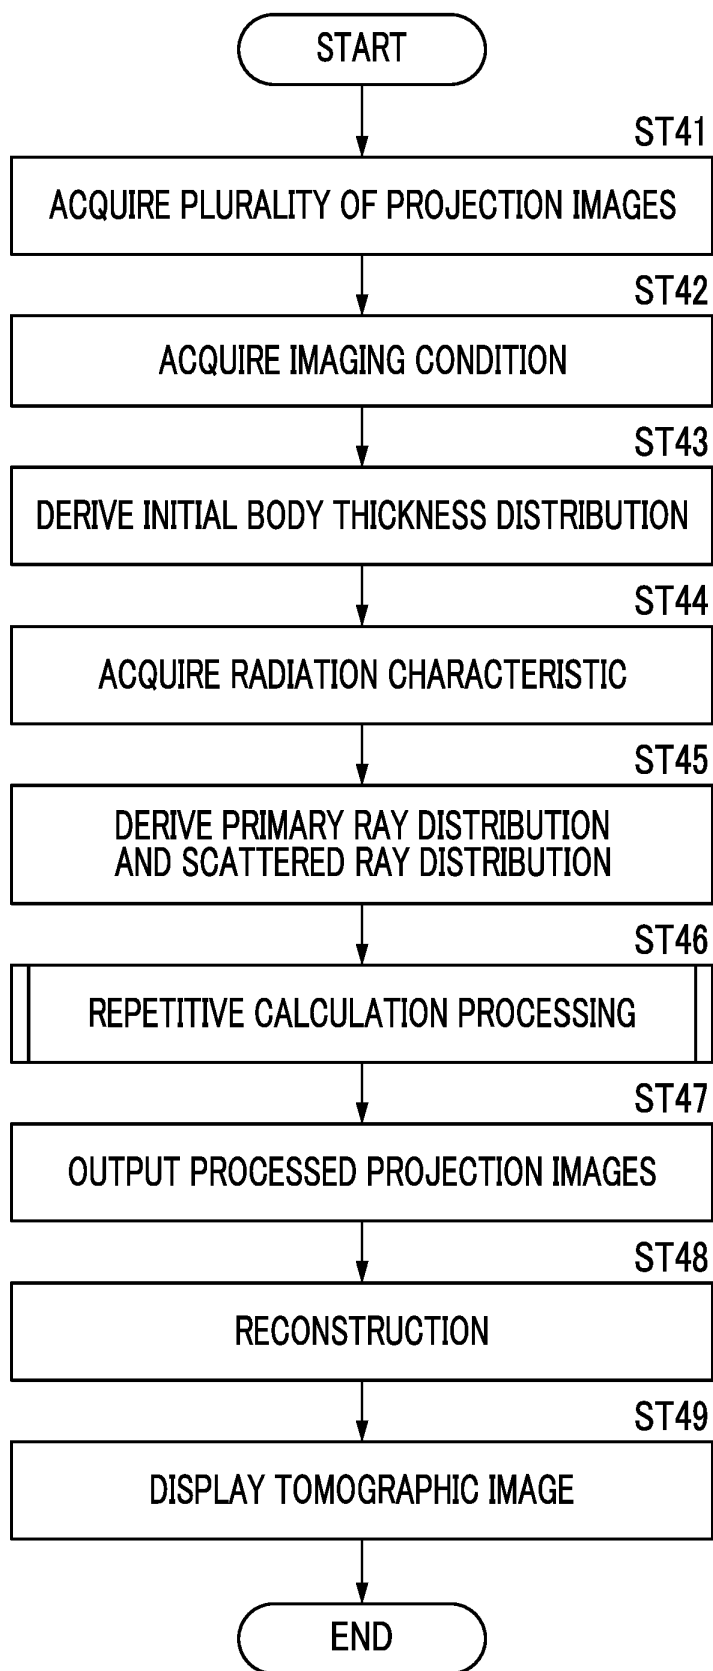 START
ST41
ACQUIRE PLURALITY OF PROJECTION IMAGES
ST42
ACQUIRE IMAGING CONDITION
ST43
DERIVE INITIAL BODY THICKNESS DISTRIBUTION
ST44
ACQUIRE RADIATION CHARACTERISTIC
ST45
DERIVE PRIMARY RAY DISTRIBUTION
AND SCATTERED RAY DISTRIBUTION
ST46
REPETITIVE CALCULATION PROCESSING
ST47
OUTPUT PROCESSED PROJECTION IMAGES
ST48
RECONSTRUCTION
ST49
DISPLAY TOMOGRAPHIC IMAGE
END